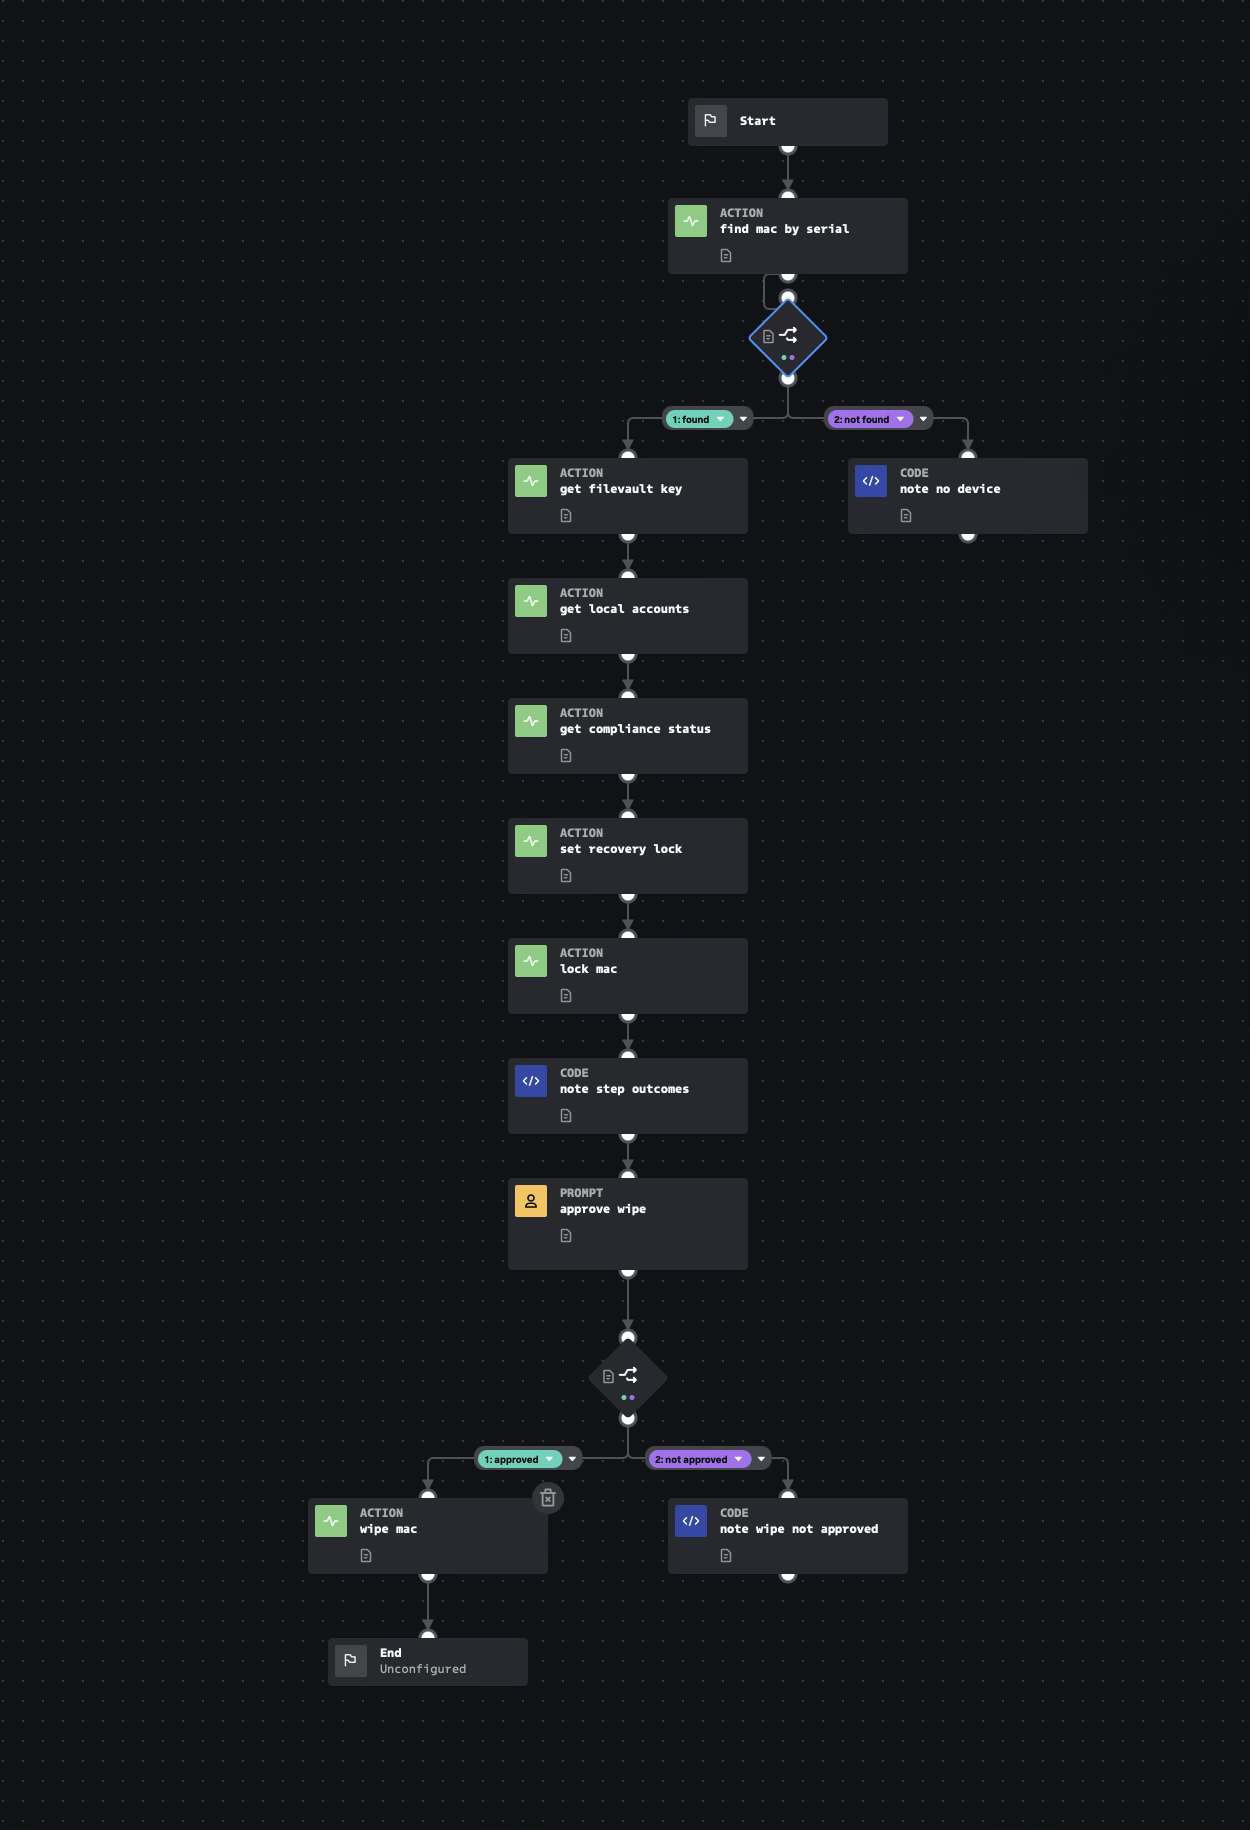 Start
ACTION
find mac by serial
1: found
2: not found
ACTION
get filevault key
CODE
note no device
ACTION
get local accounts
ACTION
get compliance status
ACTION
set recovery lock
ACTION
lock mac
CODE
note step outcomes
PROMPT
approve wipe
1: approved
2: not approved
ACTION
wipe mac
CODE
note wipe not approved
End
Unconfigured